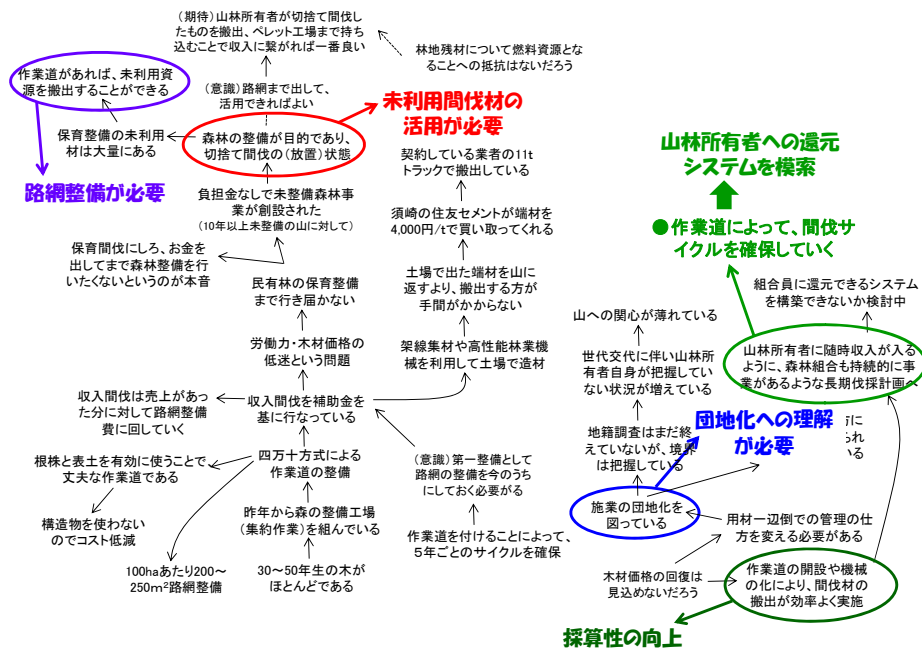 （期待）山林所有者が切捨て間伐し
たものを搬出、ペレット工場まで持ち
込むことで収入に繋がれば一番良い
林地残材について燃料資源とな
ることへの抵抗はないだろう
作業道があれば、未利用資
源を搬出することができる
（意識）路網まで出して、
活用できればよい
未利用間伐材の
活用が必要
保育整備の未利用
材は大量にある
森林の整備が目的であり、
切捨て間伐の（放置）状態
路網整備が必要
契約している業者の11t
トラックで搬出している
山林所有者への還元
システムを模索
負担金なしで未整備森林事
業が創設された
（10年以上未整備の山に対して）
須崎の住友セメントが端材を
4,000円/tで買い取ってくれる
●作業道によって、間伐サ
イクルを確保していく
保育間伐にしろ、お金を
出してまで森林整備を行
いたくないというのが本音
民有林の保育整備
まで行き届かない
土場で出た端材を山に
返すより、搬出する方が
手間がかからない
組合員に還元できるシステム
を構築できないか検討中
山への関心が薄れている
労働力・木材価格の
低迷という問題
架線集材や高性能林業機
械を利用して土場で造材
世代交代に伴い山林所
有者自身が把握してい
ない状況が増えている
山林所有者に随時収入が入る
ように、森林組合も持続的に事
業があるような長期伐採計画へ
収入間伐は売上があっ
た分に対して路網整備
費に回していく
収入間伐を補助金を
基に行なっている
団地化への理解
が必要
地籍調査はまだ終
えていないが、境界
は把握している
に
られ
いる
根株と表土を有効に使うことで
丈夫な作業道である
四万十方式による
作業道の整備
（意識）第一整備として
路網の整備を今のうち
にしておく必要がる
施業の団地化を
図っている
構造物を使わない
のでコスト低減
昨年から森の整備工場
（集約作業）を組んでいる
作業道を付けることによって、
５年ごとのサイクルを確保
用材一辺倒での管理の仕
方を変える必要がある
100haあたり200～
250m²路網整備
30～50年生の木が
ほとんどである
木材価格の回復は
見込めないだろう
作業道の開設や機械
の化により、間伐材の
搬出が効率よく実施
採算性の向上